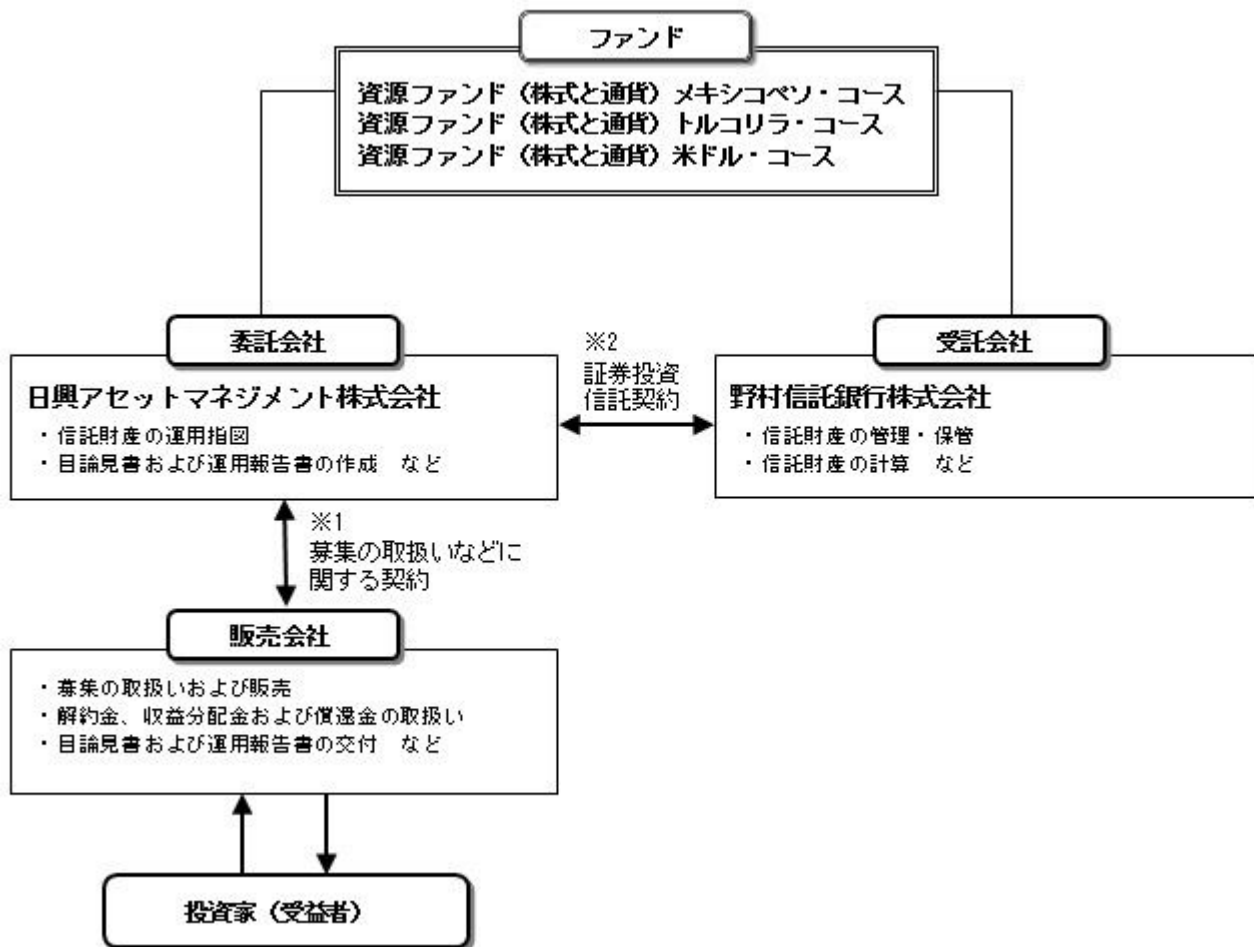 ファンド
資源ファンド（株式と通貨）メキシコペソ・コース
資源ファンド（株式と通貨）トルコリラ・コース
資源ファンド（株式と通貨）米ドル・コース
委託会社
日興アセットマネジメント株式会社
・信託財産の運用指図
・目論見書および運用報告書の作成　など
※2
証券投資
信託契約
受託会社
野村信託銀行株式会社
・信託財産の管理・保管
・信託財産の計算　など
※1
募集の取扱いなどに
関する契約
販売会社
・募集の取扱いおよび販売
・解約金、収益分配金および償還金の取扱い
・目論見書および運用報告書の交付　など
投資家（受益者）